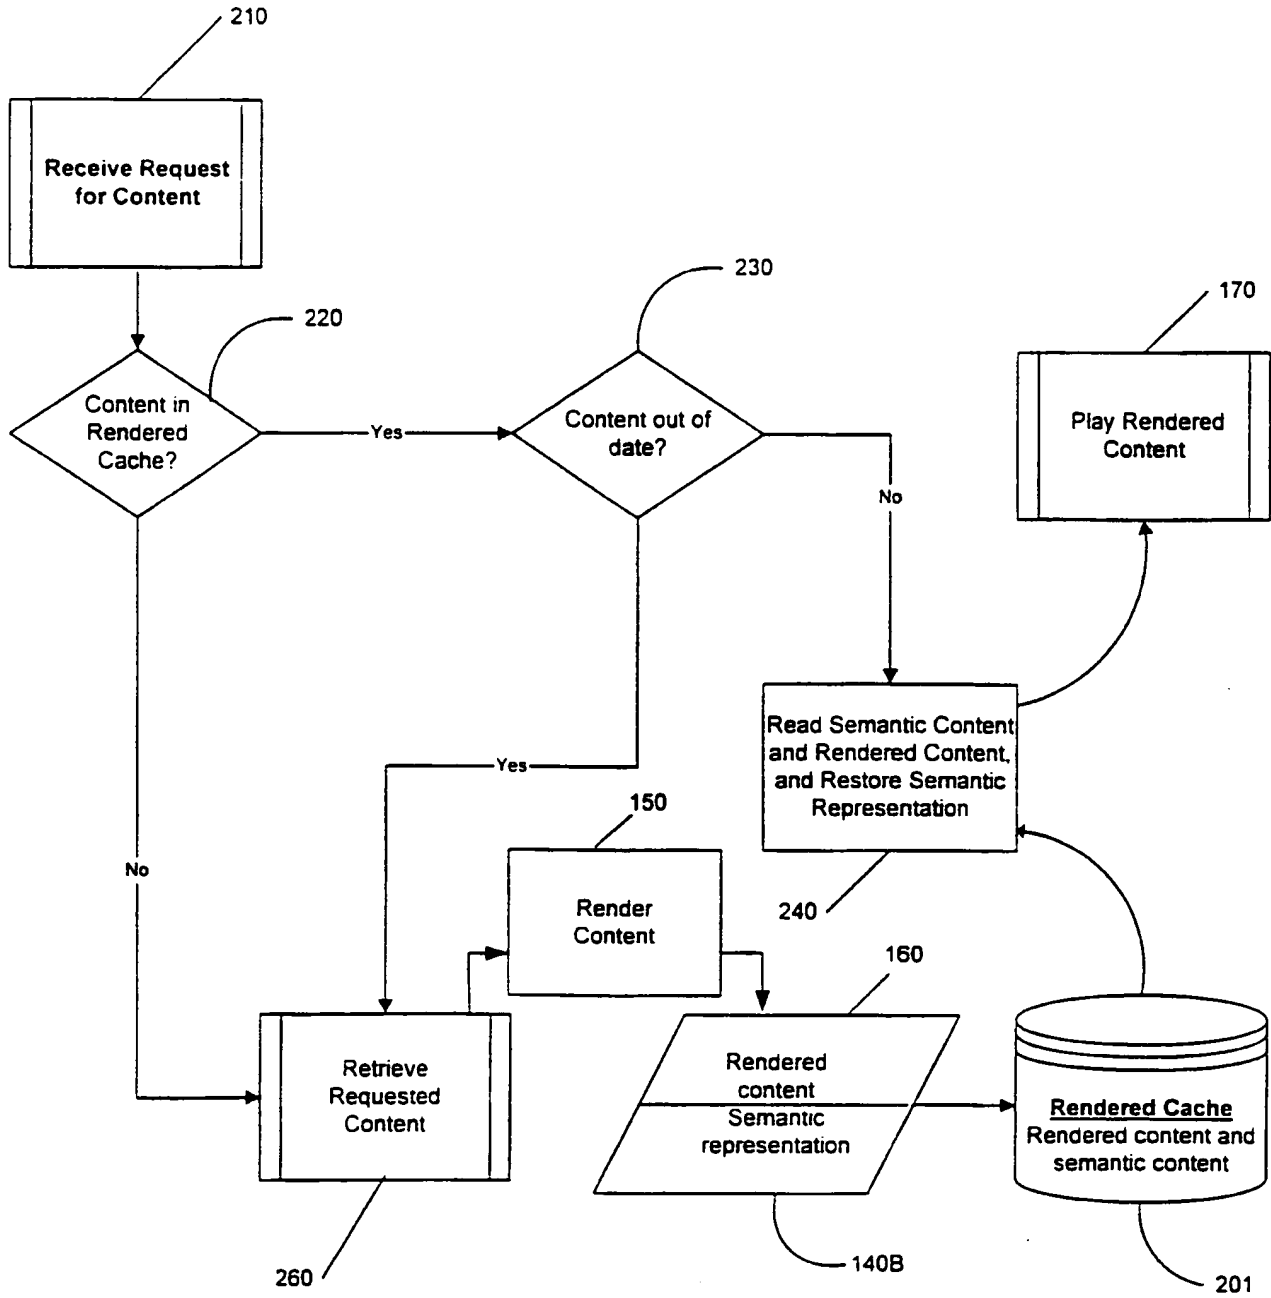 210
Receive Request
for Content
230
170
220
Content in
Rendered
Cache?
Yes
Content out of
date?
Play Rendered
Content
No
Read Semantic Content
and Rendered Content,
and Restore Semantic
Representation
Yes
150
No
Render
Content
240
160
Retrieve
Requested
Content
Rendered
content
Semantic
representation
Rendered Cache
Rendered content and
semantic content
260
140B
201